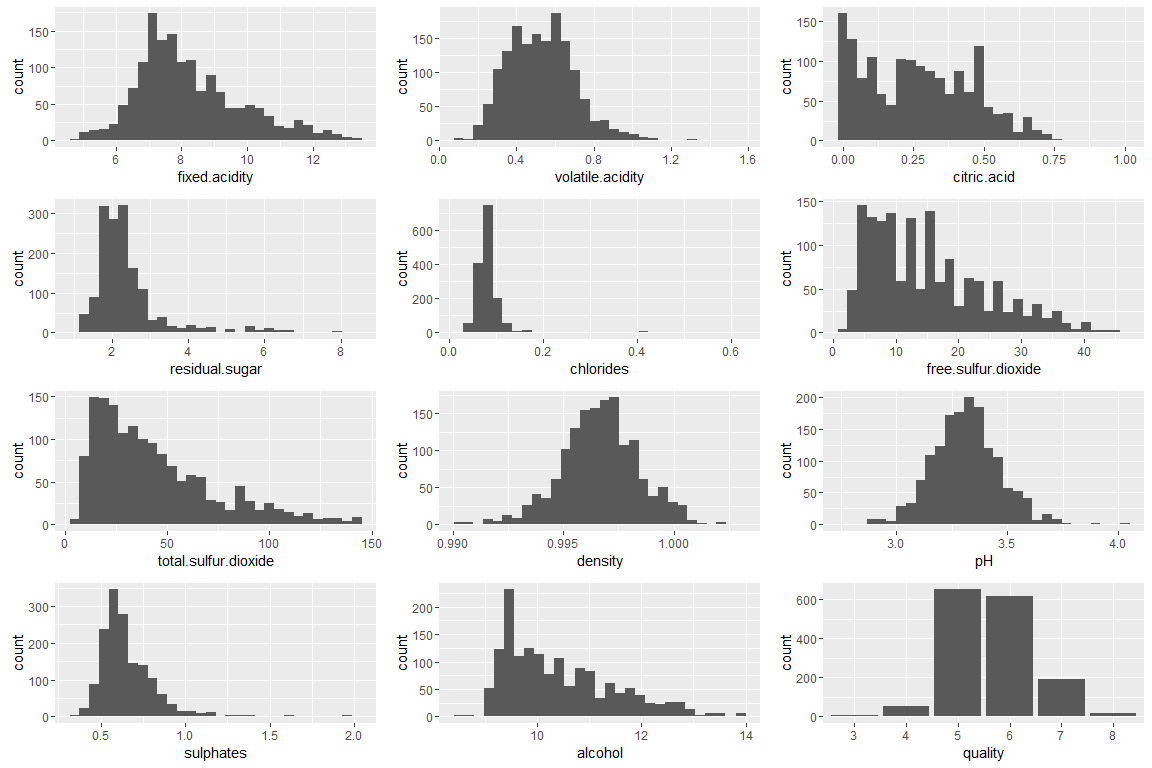 count
150
100
50
0
6 8 10 12
fixed.acidity
count
150
100
50
0
0.0 0.4 0.8 1.2 1.6
volatile.acidity
count
150
100
50
0
0.00 0.25 0.50 0.75 1.00
citric.acid
count
300
200
100
0
2 4 6 8
residual.sugar
count
600
400
200
0
0.0 0.2 0.4 0.6
chlorides
count
150
100
50
0
0 10 20 30 40
free.sulfur.dioxide
count
150
100
50
0
0 50 100 150
total.sulfur.dioxide
count
150
100
50
0
0.990 0.995 1.000
density
count
200
150
100
50
0
3.0 3.5 4.0
pH
count
300
200
100
0
0.5 1.0 1.5 2.0
sulphates
count
200
150
100
50
0
10 12 14
alcohol
count
600
400
200
0
3 4 5 6 7 8
quality